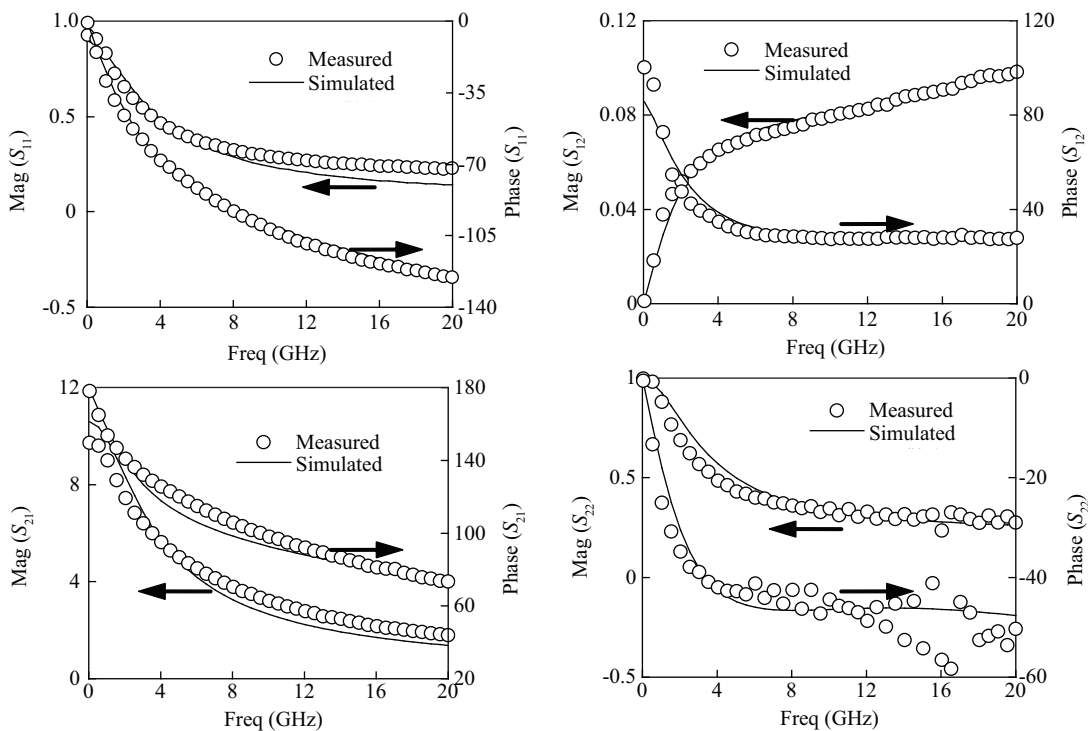 1.0
0.5
0
-0.5
Mag (S11)
0
-35
-70
-105
-140
Phase (S11)
Measured
Simulated
0 4 8 12 16 20
Freq (GHz)
0.12
0.08
0.04
0
Mag (S12)
120
80
40
0
Phase (S12)
Measured
Simulated
0 4 8 12 16 20
Freq (GHz)
12
8
4
0
Mag (S21)
180
140
100
60
20
Phase (S21)
Measured
Simulated
0 4 8 12 16 20
Freq (GHz)
1
0.5
0
-0.5
Mag (S22)
0
-20
-40
-60
Phase (S22)
Measured
Simulated
0 4 8 12 16 20
Freq (GHz)